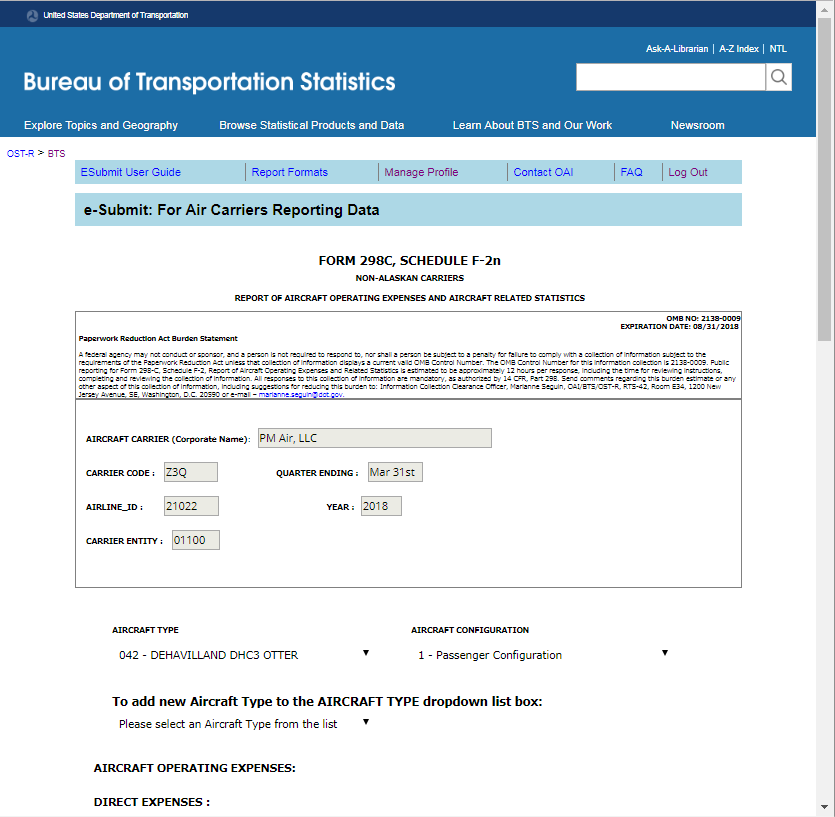 United States Department of Transportation
Ask-A-Librarian | A-Z Index | NTL
Bureau of Transportation Statistics
Explore Topics and Geography Browse Statistical Products and Data Learn About BTS and Our Work Newsroom
OST-R > BTS
ESubmit User Guide Report Formats Manage Profile Contact OAI FAQ Log Out
e-Submit: For Air Carriers Reporting Data
FORM 298C, SCHEDULE F-2n
NON-ALASKAN CARRIERS
REPORT OF AIRCRAFT OPERATING EXPENSES AND AIRCRAFT RELATED STATISTICS
OMB NO: 2138-0009
EXPIRATION DATE: 08/31/2018
Paperwork Reduction Act Burden Statement
A federal agency may not conduct or sponsor, and a person is not required to respond to, nor shall a person be subject to a penalty for failure to comply with a collection of information subject to the
requirements of the Paperwork Reduction Act unless that collection of information displays a current valid OMB Control Number. The OMB Control Number for this information collection is 2138-0009. Public
reporting for Form 298-C, Schedule F-2, Report of Aircraft Operating Expenses and Related Statistics is estimated to be approximately 12 hours per response, including the time for reviewing instructions,
completing and reviewing the collection of information. All responses to this collection of information are mandatory, as authorized by 14 CFR, Part 298. Send comments regarding this burden estimate or any
other aspect of this collection of information, including suggestions for reducing this burden to: Information Collection Clearance Officer, Marianne Seguin, OAI/BTS/OST-R, RTS-42, Room E34, 1200 New
Jersey Avenue, SE, Washington, D.C. 20590 or e-mail – marianne.seguin@dot.gov.
AIRCRAFT CARRIER (Corporate Name): PM Air, LLC
CARRIER CODE : Z3Q QUARTER ENDING : Mar 31st
AIRLINE_ID : 21022 YEAR : 2018
CARRIER ENTITY : 01100
AIRCRAFT TYPE AIRCRAFT CONFIGURATION
042 - DEHAVILLAND DHC3 OTTER 1 - Passenger Configuration
To add new Aircraft Type to the AIRCRAFT TYPE dropdown list box:
Please select an Aircraft Type from the list
AIRCRAFT OPERATING EXPENSES:
DIRECT EXPENSES :